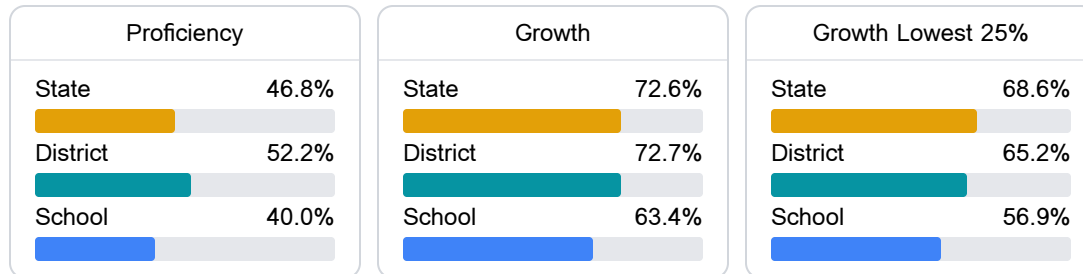 Proficiency
State 46.8%
District 52.2%
School 40.0%
Growth
State 72.6%
District 72.7%
School 63.4%
Growth Lowest 25%
State 68.6%
District 65.2%
School 56.9%